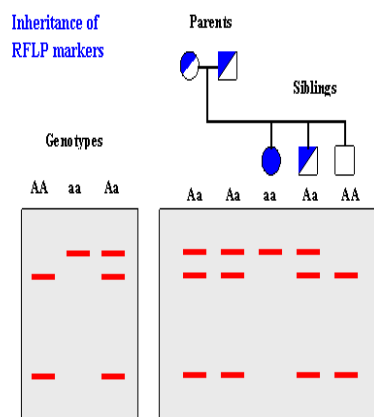 Inheritance of
RFLP markers
Parents
Siblings
Genotypes
AA aa Aa
Aa Aa aa Aa AA